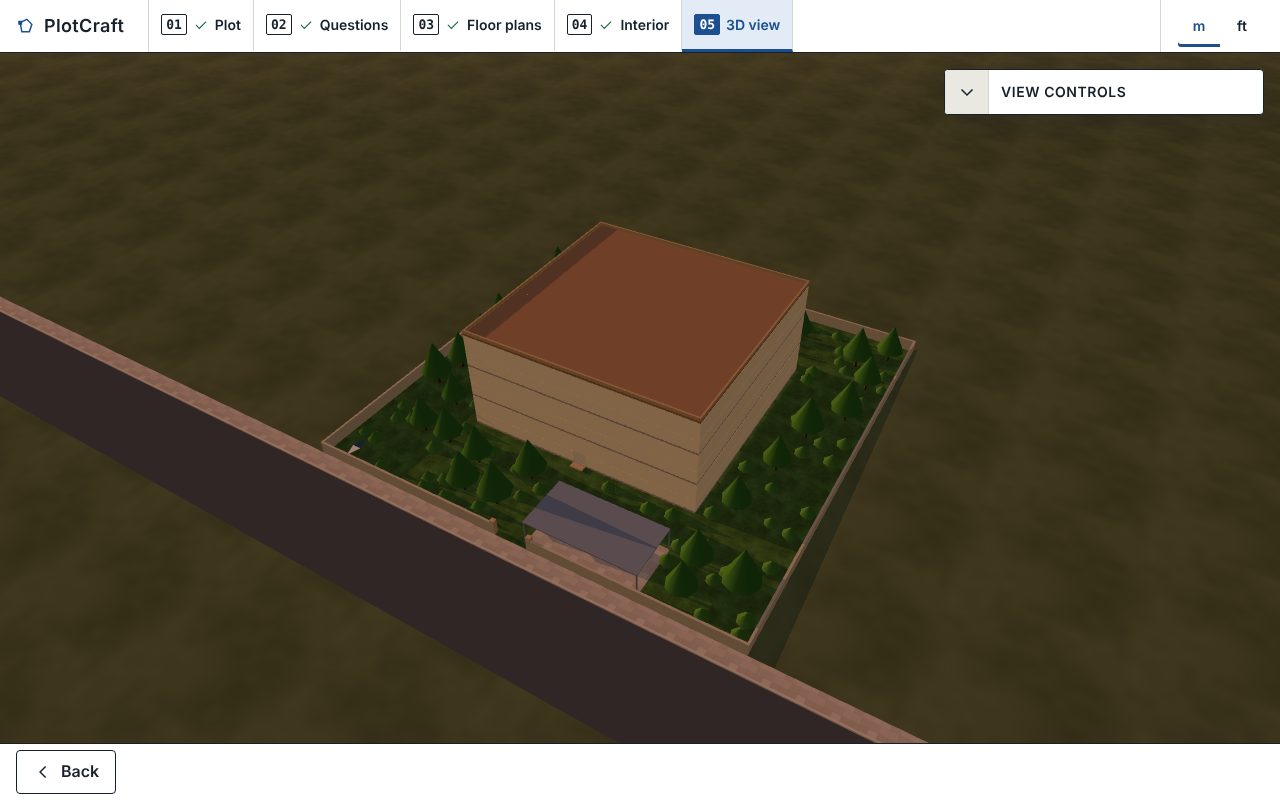 PlotCraft
01 Plot
02 Questions
03 Floor plans
04 Interior
05 3D view
m
ft
VIEW CONTROLS
Back